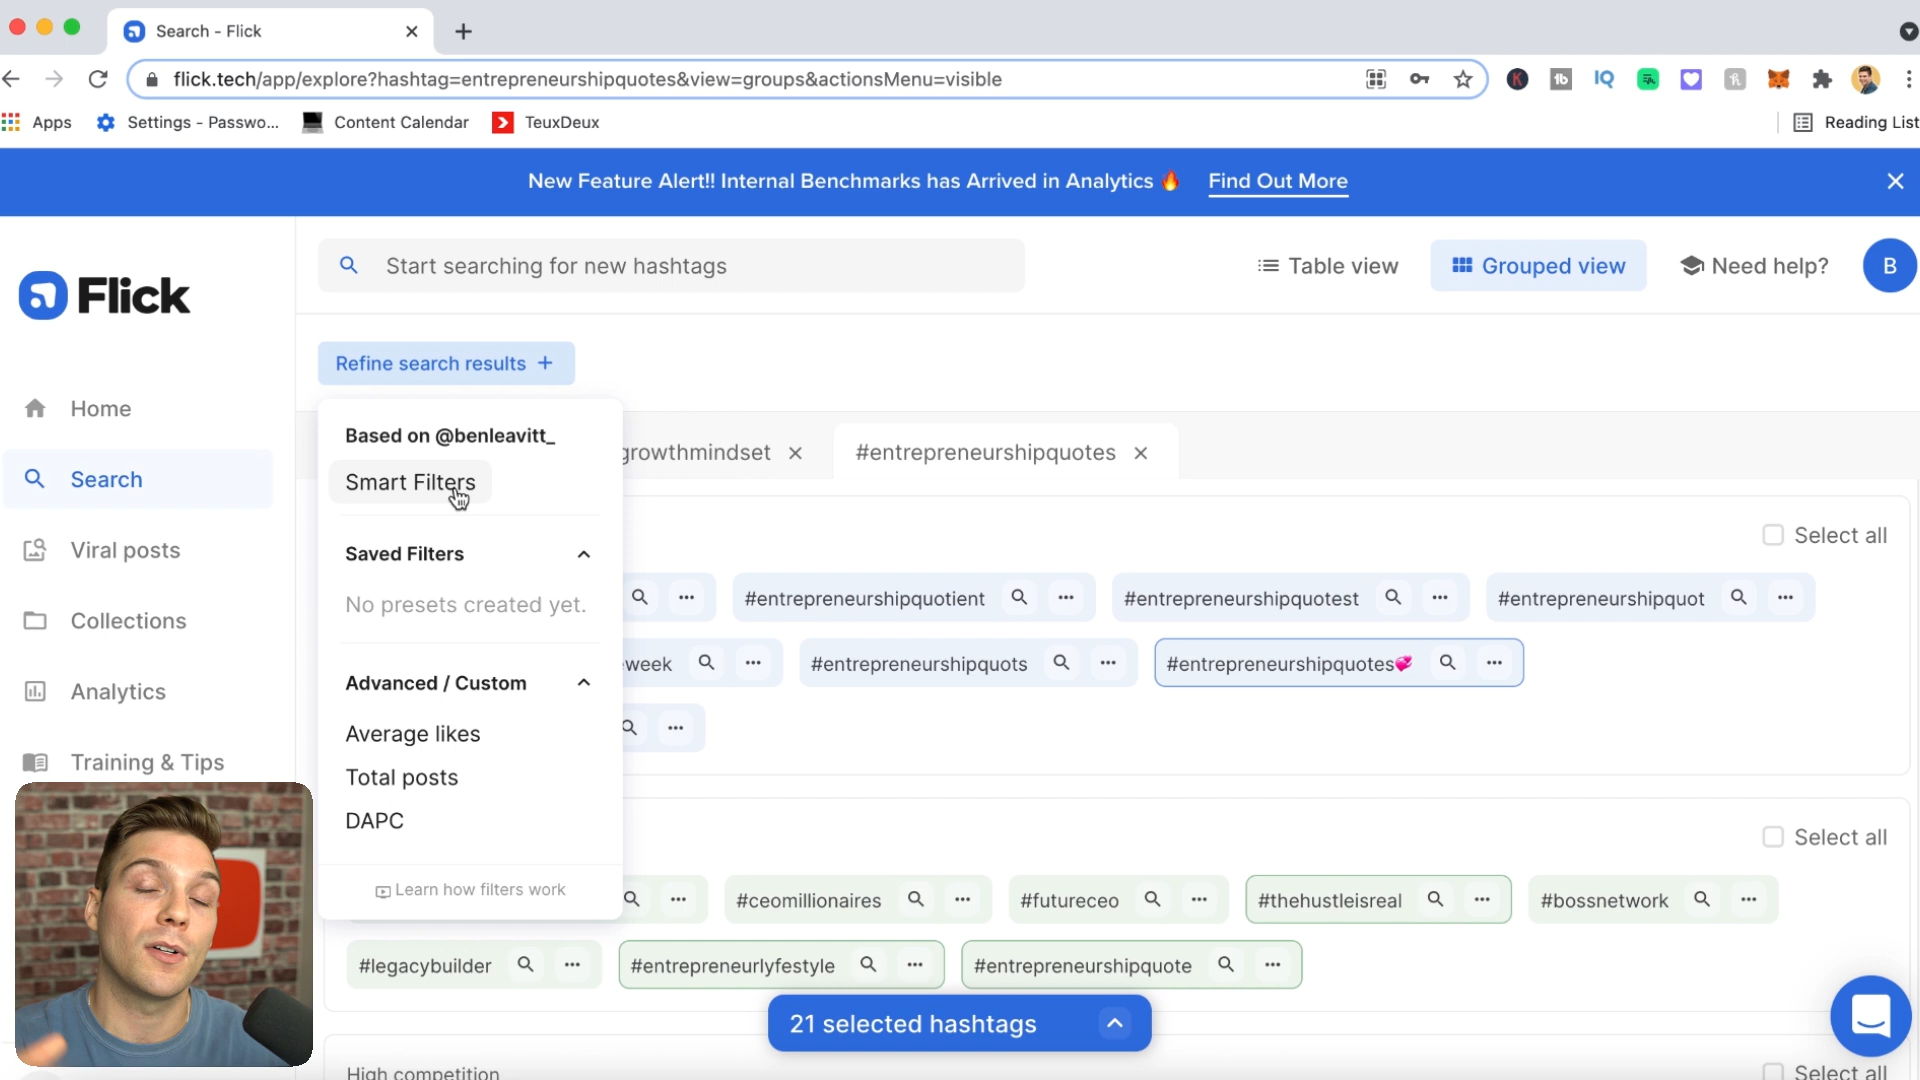 Search - Flick
flick.tech/app/explore?hashtag=entrepreneurshipquotes&view=groups&actionsMenu=visible
Apps
Settings - Passwo...
Content Calendar
TeuxDeux
Reading List
New Feature Alert!! Internal Benchmarks has Arrived in Analytics 🔥 Find Out More
Flick
Start searching for new hashtags
Table view
Grouped view
Need help?
B
Refine search results +
Home
Search
Viral posts
Collections
Analytics
Training & Tips
Based on @benleavitt_
Smart Filters
Saved Filters
No presets created yet.
Advanced / Custom
Average likes
Total posts
DAPC
Learn how filters work
growthmindset
#entrepreneurshipquotes
Select all
#entrepreneurshipquotient
#entrepreneurshipquotest
#entrepreneurshipquot
week
#entrepreneurshipquots
#entrepreneurshipquotes💞
Select all
#ceomillionaires
#futureceo
#thehustleisreal
#bossnetwork
#legacybuilder
#entrepreneurlyfestyle
#entrepreneurshipquote
21 selected hashtags
High competition
Select all